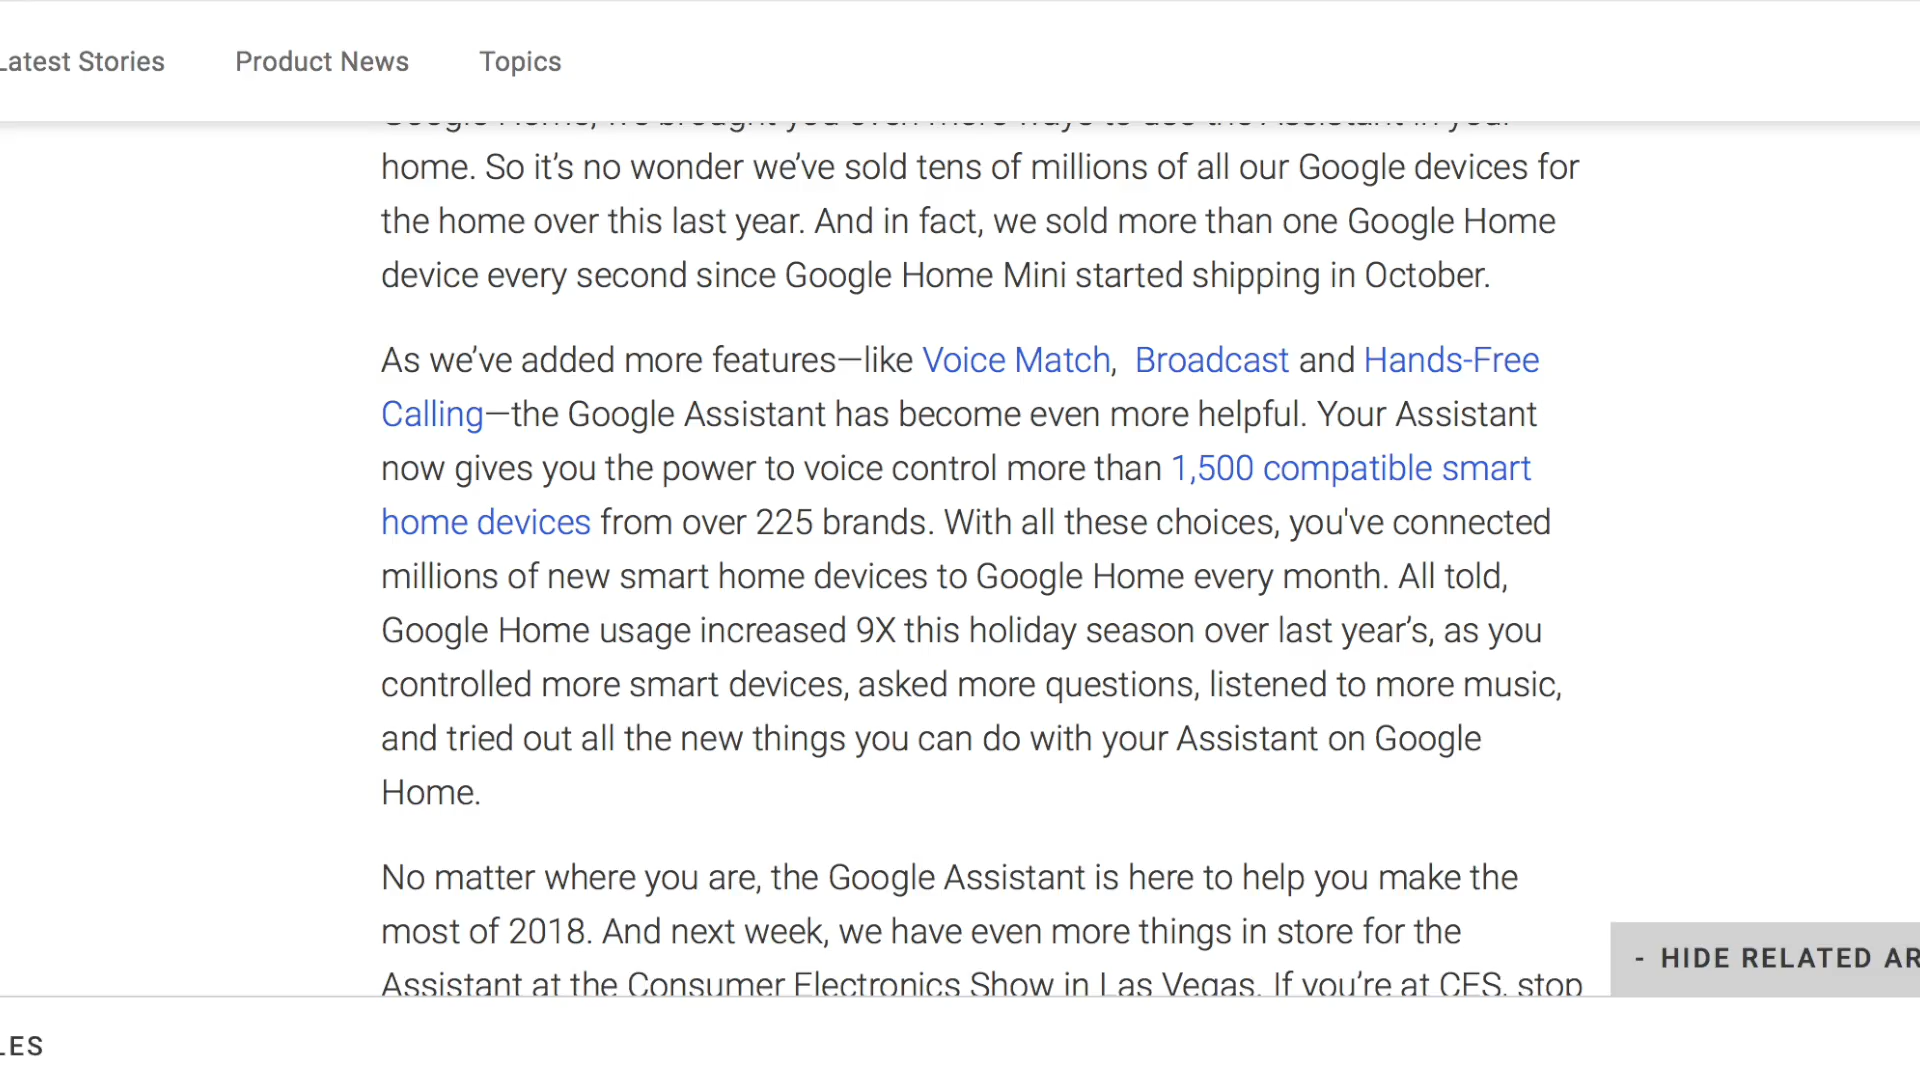 Latest Stories
Product News
Topics
home. So it’s no wonder we’ve sold tens of millions of all our Google devices for
the home over this last year. And in fact, we sold more than one Google Home
device every second since Google Home Mini started shipping in October.
As we’ve added more features—like Voice Match,  Broadcast and Hands-Free
Calling—the Google Assistant has become even more helpful. Your Assistant
now gives you the power to voice control more than 1,500 compatible smart
home devices from over 225 brands. With all these choices, you've connected
millions of new smart home devices to Google Home every month. All told,
Google Home usage increased 9X this holiday season over last year’s, as you
controlled more smart devices, asked more questions, listened to more music,
and tried out all the new things you can do with your Assistant on Google
Home.
No matter where you are, the Google Assistant is here to help you make the
most of 2018. And next week, we have even more things in store for the
Assistant at the Consumer Electronics Show in Las Vegas. If you’re at CES, stop
- HIDE RELATED AR
LES